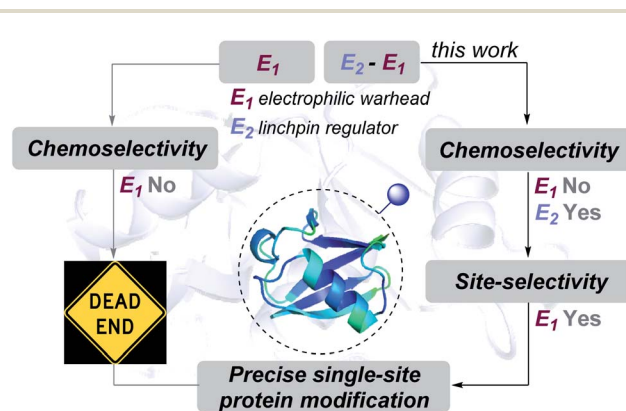 E1
E2 - E1
this work
E1 electrophilic warhead
E2 linchpin regulator
Chemoselectivity
E1 No
DEAD
END
Chemoselectivity
E1 No
E2 Yes
Site-selectivity
E1 Yes
Precise single-site
protein modification